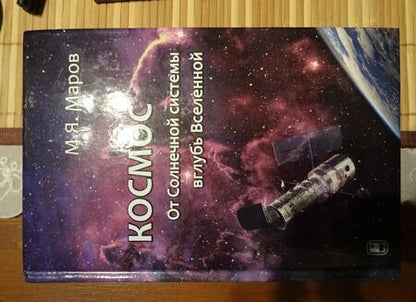 М.Я. Маров
КОСМОС
От Солнечной системы
вглубь Вселенной